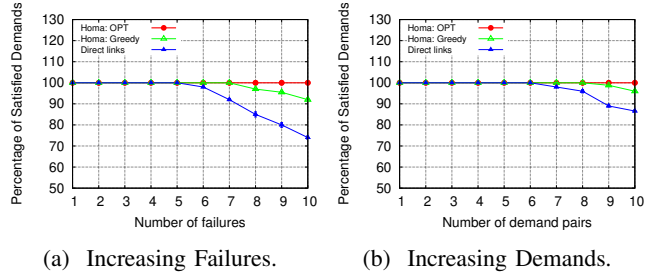 Percentage of Satisfied Demands
130
120
110
100
90
80
70
60
50
Homa: OPT
Homa: Greedy
Direct links
1 2 3 4 5 6 7 8 9 10
Number of failures
(a) Increasing Failures.
Percentage of Satisfied Demands
130
120
110
100
90
80
70
60
50
Homa: OPT
Homa: Greedy
Direct links
1 2 3 4 5 6 7 8 9 10
Number of demand pairs
(b) Increasing Demands.